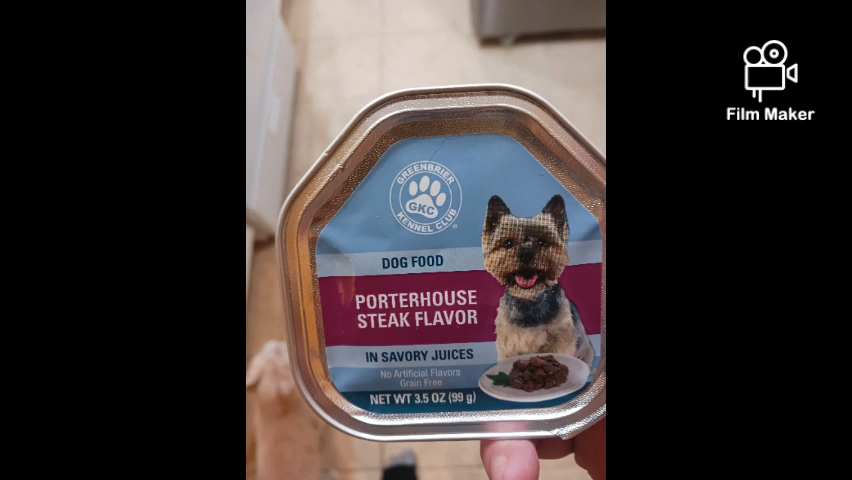 Film Maker
GREENBRIER
GKC
KENNEL CLUB
DOG FOOD
PORTERHOUSE
STEAK FLAVOR
IN SAVORY JUICES
No Artificial Flavors
Grain Free
NET WT 3.5 OZ (99 g)